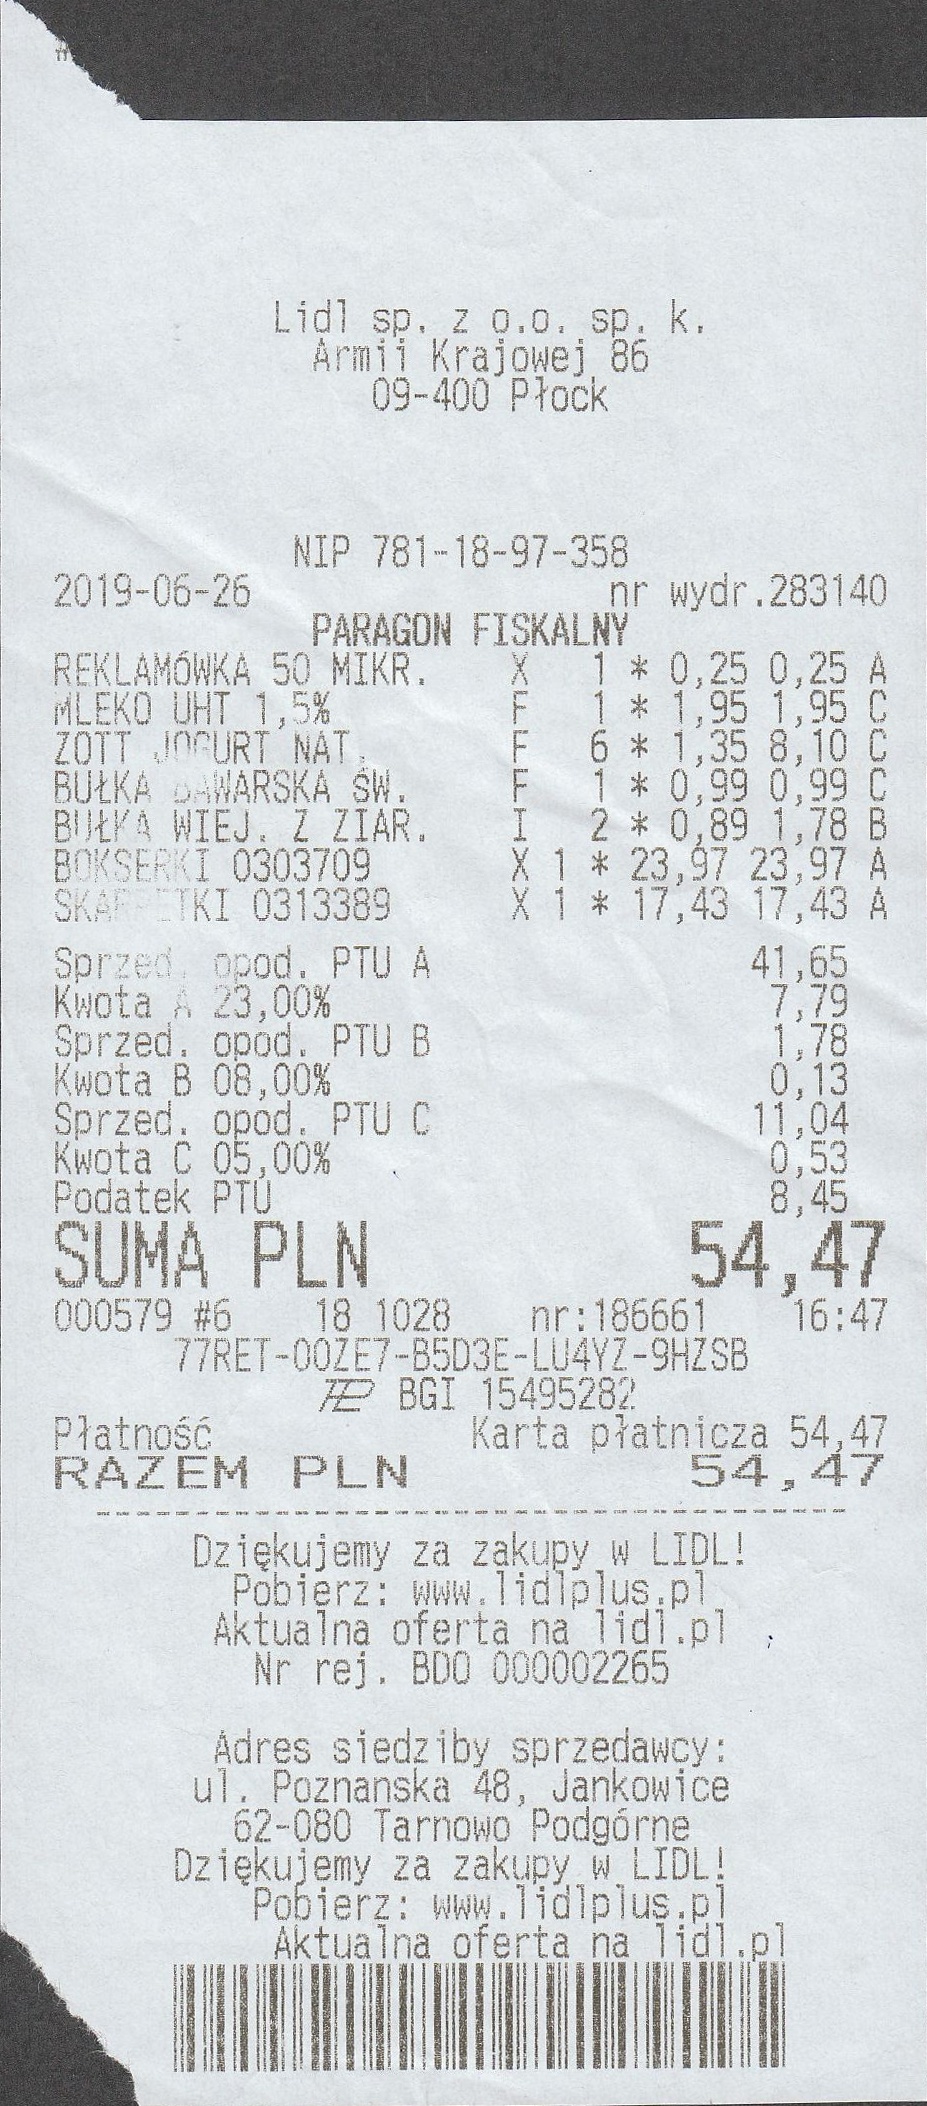 Lidl sp. z o.o. sp. k.
Armii Krajowej 86
09-400 Płock
NIP 781-18-97-358
2019-06-26 nr wydr.283140
PARAGON FISKALNY
REKLAMÓWKA 50 MIKR. X 1 * 0,25 0,25 A
MLEKO UHT 1,5% F 1 * 1,95 1,95 C
ZOTT JOGURT NAT. F 6 * 1,35 8,10 C
BUŁKA BAWARSKA ŚW. F 1 * 0,99 0,99 C
BUŁKA WIEJ. Z ZIAR. I 2 * 0,89 1,78 B
BOKSERKI 0303709 X 1 * 23,97 23,97 A
SKARPETKI 0313389 X 1 * 17,43 17,43 A
Sprzed. opod. PTU A 41,65
Kwota A 23,00% 7,79
Sprzed. opod. PTU B 1,78
Kwota B 08,00% 0,13
Sprzed. opod. PTU C 11,04
Kwota C 05,00% 0,53
Podatek PTU 8,45
SUMA PLN 54,47
000579 #6 18 1028 nr:186661 16:47
77RET-00ZE7-B5D3E-LU4YZ-9HZSB
BGI 15495282
Płatność Karta płatnicza 54,47
RAZEM PLN 54,47
Dziękujemy za zakupy w LIDL!
Pobierz: www.lidlplus.pl
Aktualna oferta na lidl.pl
Nr rej. BDO 000002265
Adres siedziby sprzedawcy:
ul. Poznanska 48, Jankowice
62-080 Tarnowo Podgórne
Dziękujemy za zakupy w LIDL!
Pobierz: www.lidlplus.pl
Aktualna oferta na lidl.pl